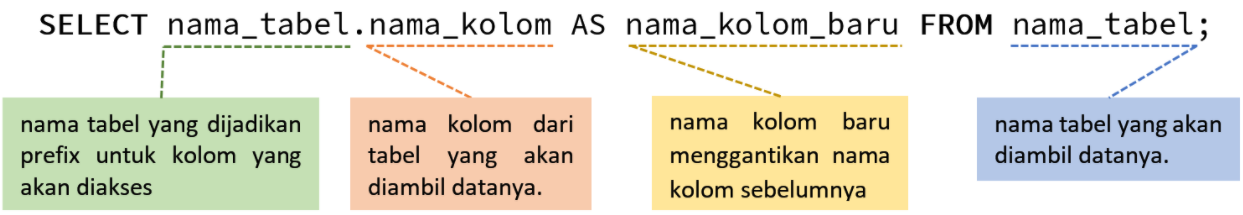 SELECT nama_tabel.nama_kolom AS nama_kolom_baru FROM nama_tabel;
nama tabel yang dijadikan
prefix untuk kolom yang
akan diakses
nama kolom dari
tabel yang akan
diambil datanya.
nama kolom baru
menggantikan nama
kolom sebelumnya
nama tabel yang akan
diambil datanya.